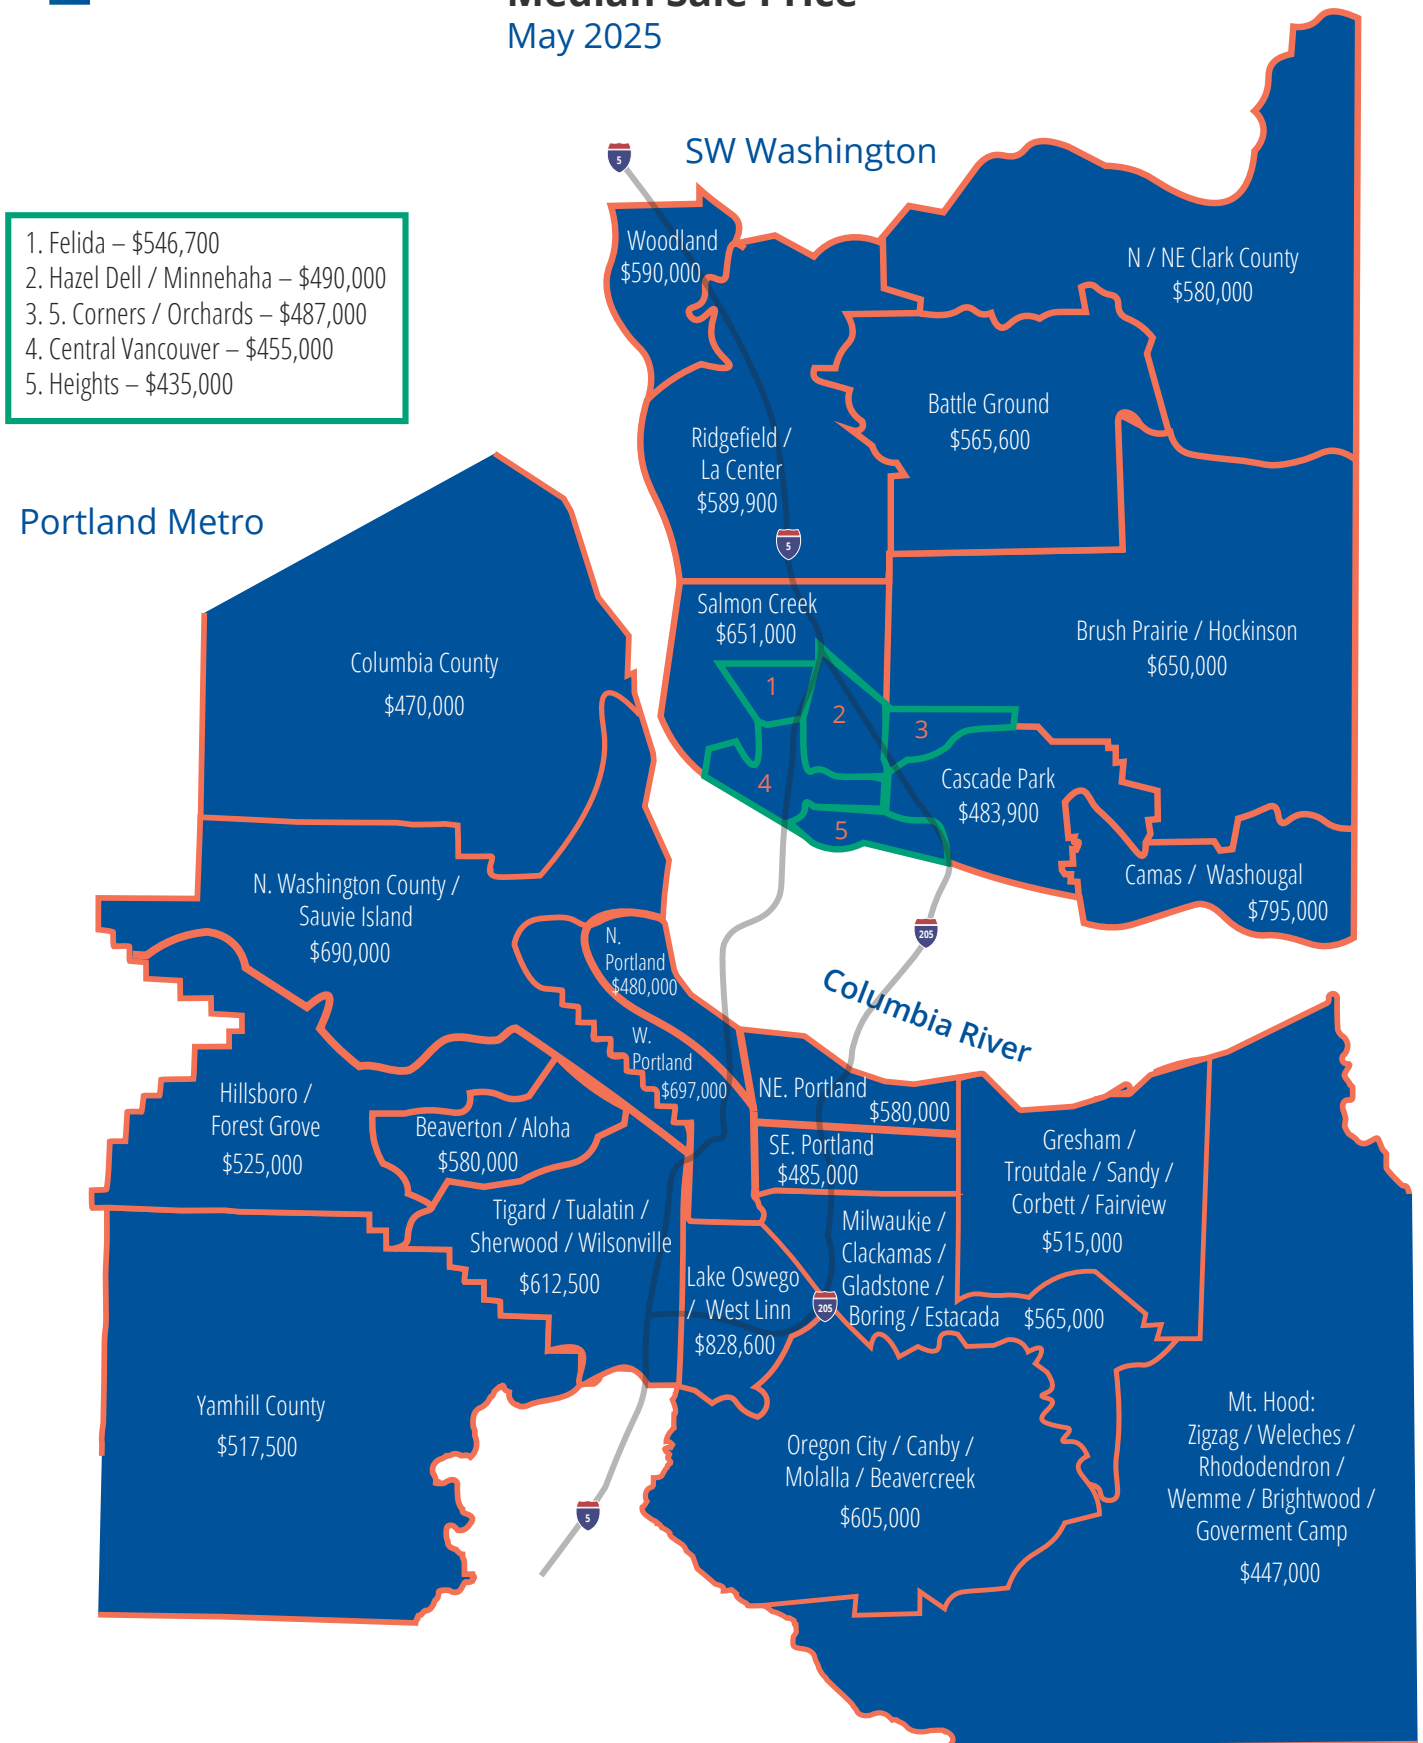 Median Sale Price
May 2025
5
SW Washington
1. Felida – $546,700
2. Hazel Dell / Minnehaha – $490,000
3. 5. Corners / Orchards – $487,000
4. Central Vancouver – $455,000
5. Heights – $435,000
Woodland
$590,000
N / NE Clark County
$580,000
Battle Ground
$565,600
Ridgefield /
La Center
$589,900
5
Portland Metro
Salmon Creek
$651,000
Brush Prairie / Hockinson
$650,000
1
2
3
4
5
Cascade Park
$483,900
Camas / Washougal
$795,000
205
Columbia River
Columbia County
$470,000
N. Washington County /
Sauvie Island
$690,000
N.
Portland
$480,000
W.
Portland
$697,000
NE. Portland
$580,000
SE. Portland
$485,000
Hillsboro /
Forest Grove
$525,000
Beaverton / Aloha
$580,000
Tigard / Tualatin /
Sherwood / Wilsonville
$612,500
Lake Oswego
/ West Linn
$828,600
Milwaukie /
Clackamas /
Gladstone /
Boring / Estacada
$565,000
205
Gresham /
Troutdale / Sandy /
Corbett / Fairview
$515,000
Yamhill County
$517,500
5
Oregon City / Canby /
Molalla / Beavercreek
$605,000
Mt. Hood:
Zigzag / Weleches /
Rhododendron /
Wemme / Brightwood /
Goverment Camp
$447,000